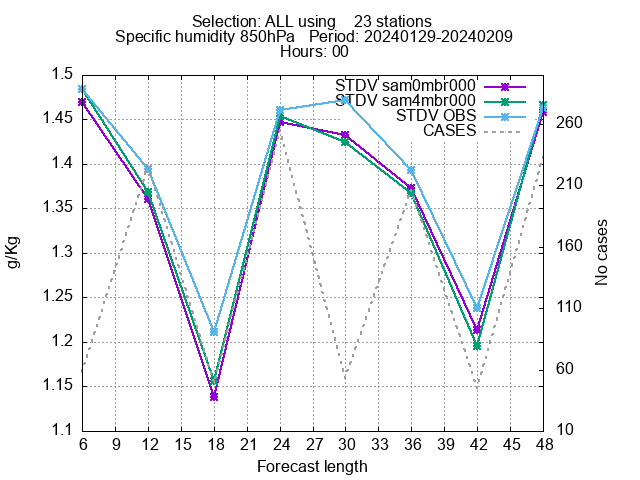 Selection: ALL using    23 stations
Specific humidity 850hPa   Period: 20240129-20240209
Hours: 00
STDV sam0mbr000
STDV sam4mbr000
STDV OBS
CASES
1.5
1.45
1.4
1.35
1.3
1.25
1.2
1.15
1.1
260
210
160
110
60
10
g/Kg
No cases
6 9 12 15 18 21 24 27 30 33 36 39 42 45 48
Forecast length